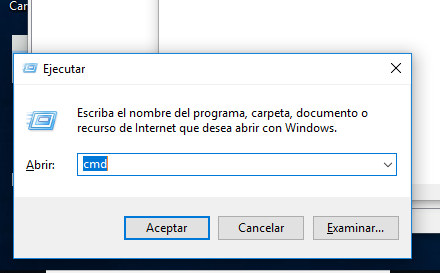 Car
Ejecutar
Escriba el nombre del programa, carpeta, documento o
recurso de Internet que desea abrir con Windows.
Abrir:
cmd
Aceptar
Cancelar
Examinar...